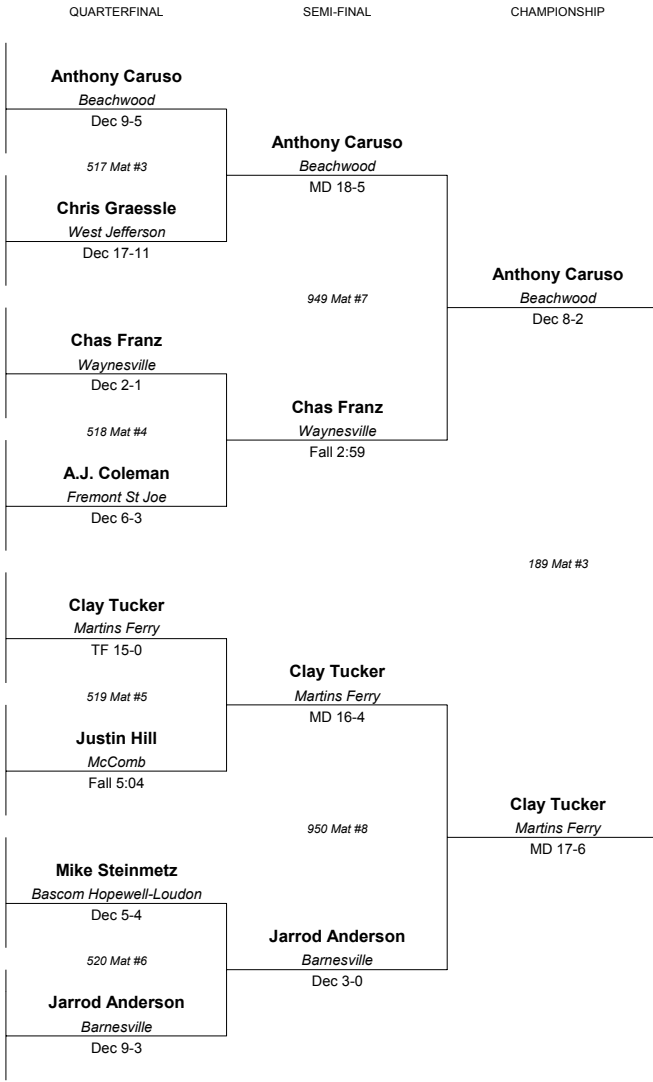 QUARTERFINAL SEMI-FINAL CHAMPIONSHIP
Anthony Caruso
Beachwood
Dec 9-5
517 Mat #3
Chris Graessle
West Jefferson
Dec 17-11
Chas Franz
Waynesville
Dec 2-1
518 Mat #4
A.J. Coleman
Fremont St Joe
Dec 6-3
Clay Tucker
Martins Ferry
TF 15-0
519 Mat #5
Justin Hill
McComb
Fall 5:04
Mike Steinmetz
Bascom Hopewell-Loudon
Dec 5-4
520 Mat #6
Jarrod Anderson
Barnesville
Dec 9-3
Anthony Caruso
Beachwood
MD 18-5
949 Mat #7
Chas Franz
Waynesville
Fall 2:59
Clay Tucker
Martins Ferry
MD 16-4
950 Mat #8
Jarrod Anderson
Barnesville
Dec 3-0
Anthony Caruso
Beachwood
Dec 8-2
189 Mat #3
Clay Tucker
Martins Ferry
MD 17-6